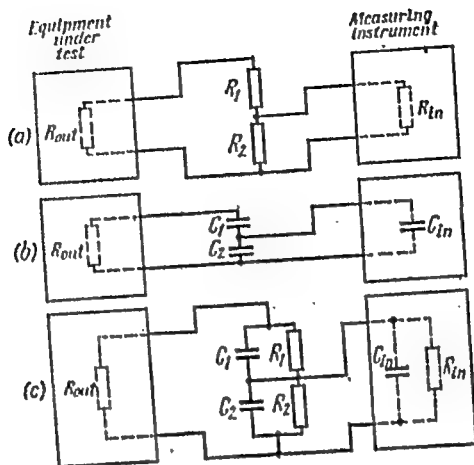 Equipment
under
test
Measuring
instrument
(a)
Rout
R1
R2
Rin
(b)
Rout
C1
C2
Cin
(c)
Rout
C1
R1
C2
R2
Cin
Rin